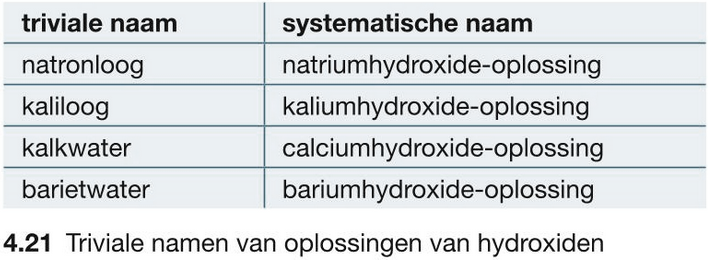 triviale naam systematische naam
natronloog natriumhydroxide-oplossing
kaliloog kaliumhydroxide-oplossing
kalkwater calciumhydroxide-oplossing
barietwater bariumhydroxide-oplossing
4.21 Triviale namen van oplossingen van hydroxiden